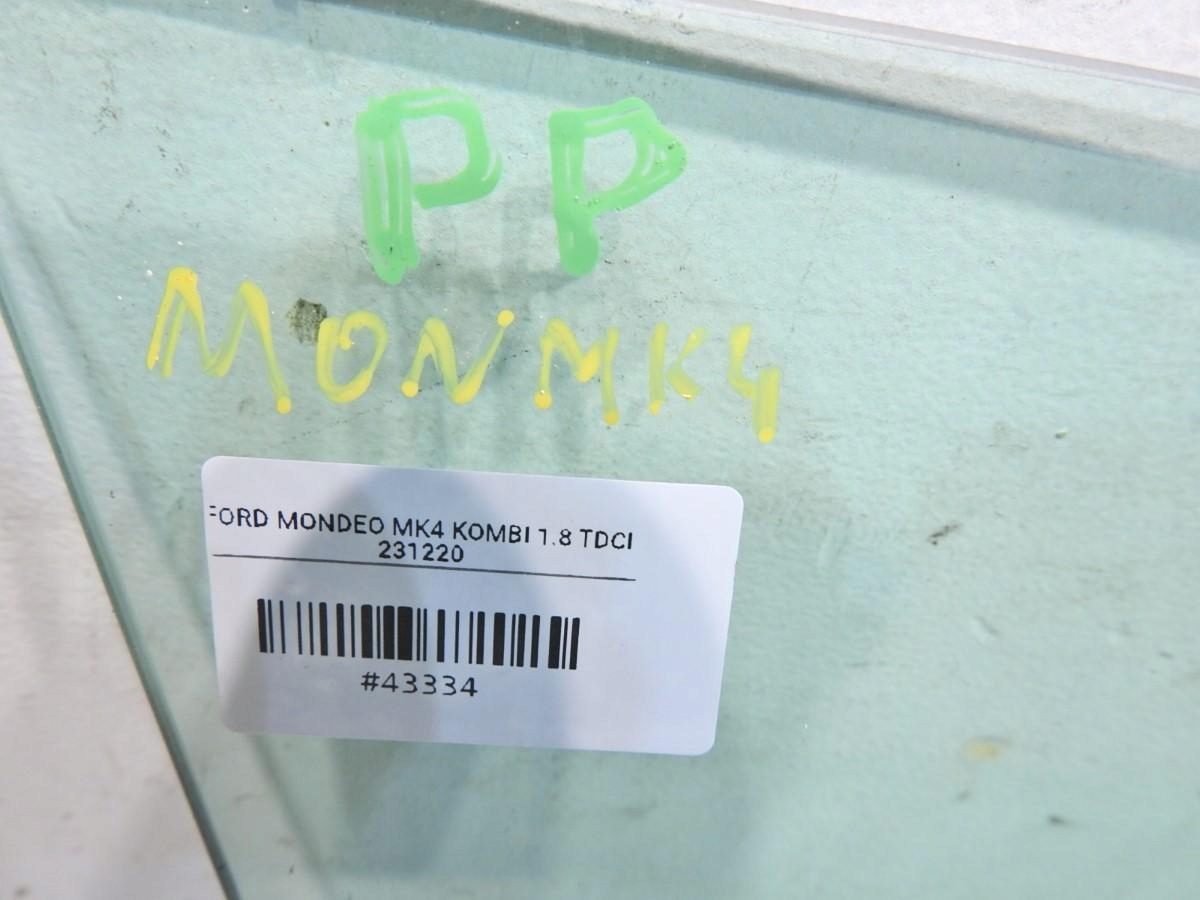 PP
MONMK4
FORD MONDEO MK4 KOMBI 1.8 TDCI
231220
#43334